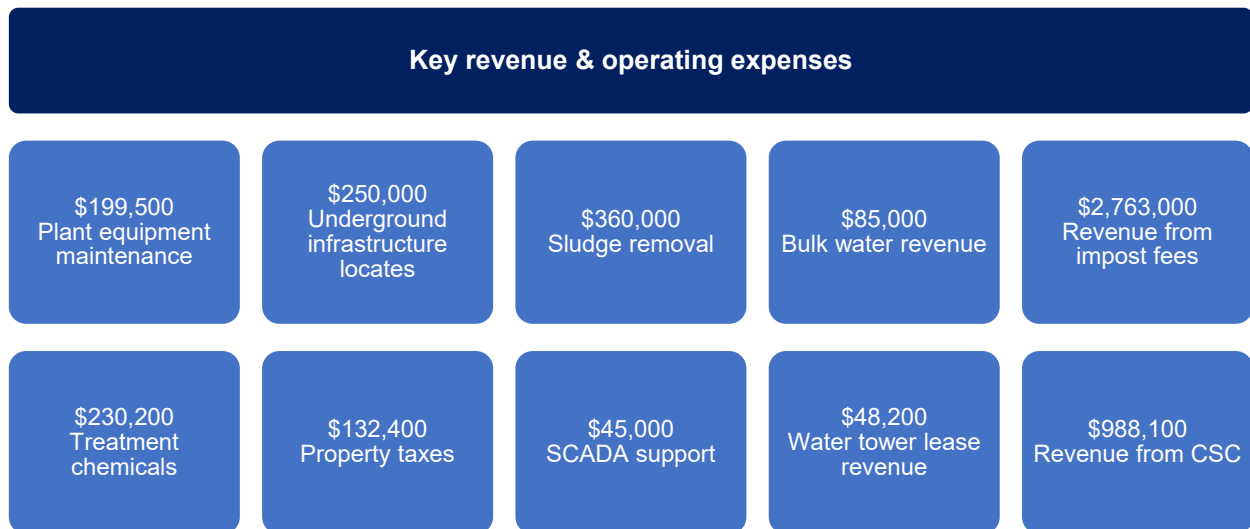 Key revenue & operating expenses
$199,500
Plant equipment
maintenance
$250,000
Underground
infrastructure
locates
$360,000
Sludge removal
$85,000
Bulk water revenue
$2,763,000
Revenue from
impost fees
$230,200
Treatment
chemicals
$132,400
Property taxes
$45,000
SCADA support
$48,200
Water tower lease
revenue
$988,100
Revenue from CSC